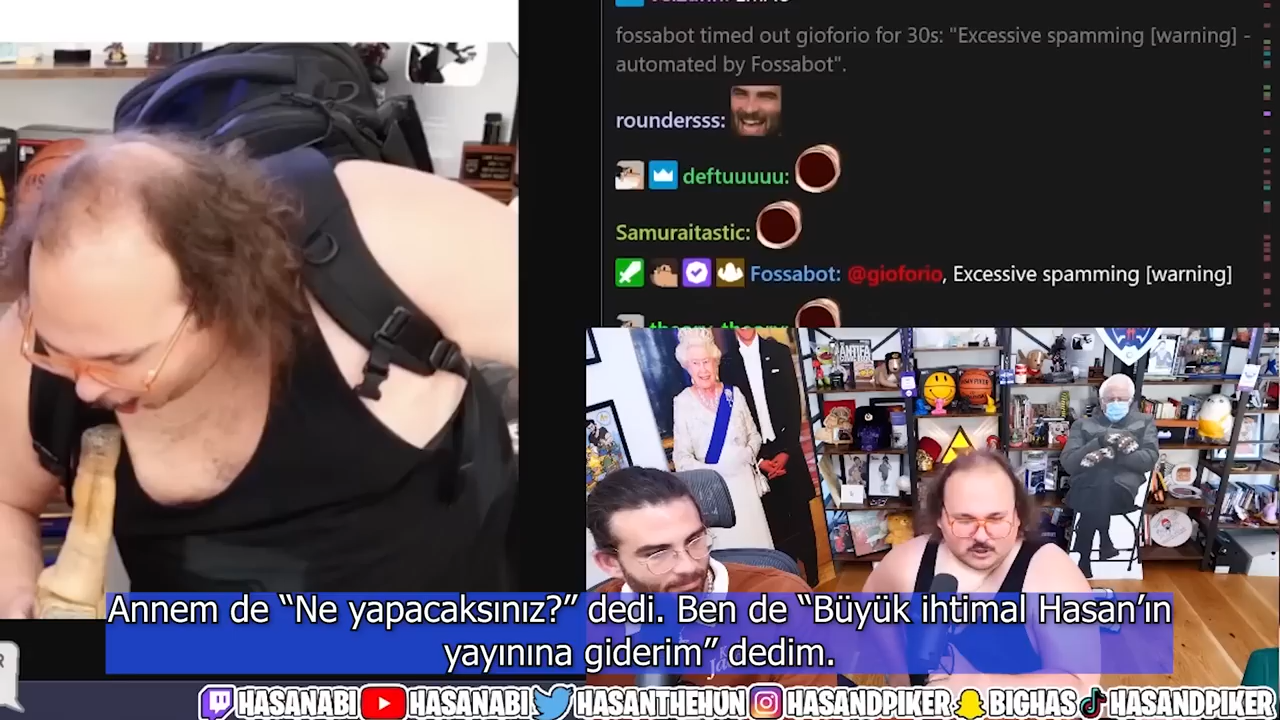 fossabot timed out gioforio for 30s: "Excessive spamming [warning] -
automated by Fossabot".
roundersss:
deftuuuuu:
Samuraitastic:
Fossabot: @gioforio, Excessive spamming [warning]
ANTIFA
Annem de “Ne yapacaksınız?” dedi. Ben de “Büyük ihtimal Hasan’ın
yayınına giderim” dedim.
HASANABI HASANABI HASANTHEHUN HASANDPIKER BIGHAS HASANDPIKER